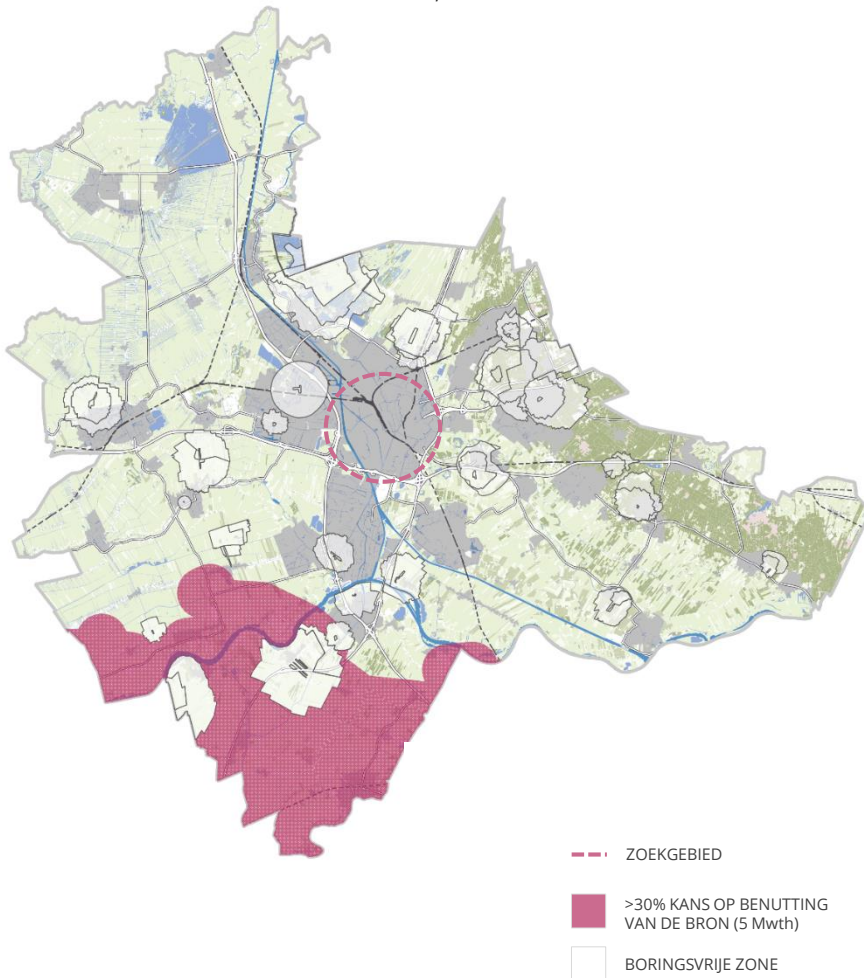 ZOEKGEBIED
>30% KANS OP BENUTTING
VAN DE BRON (5 Mwth)
BORINGSVRIJE ZONE